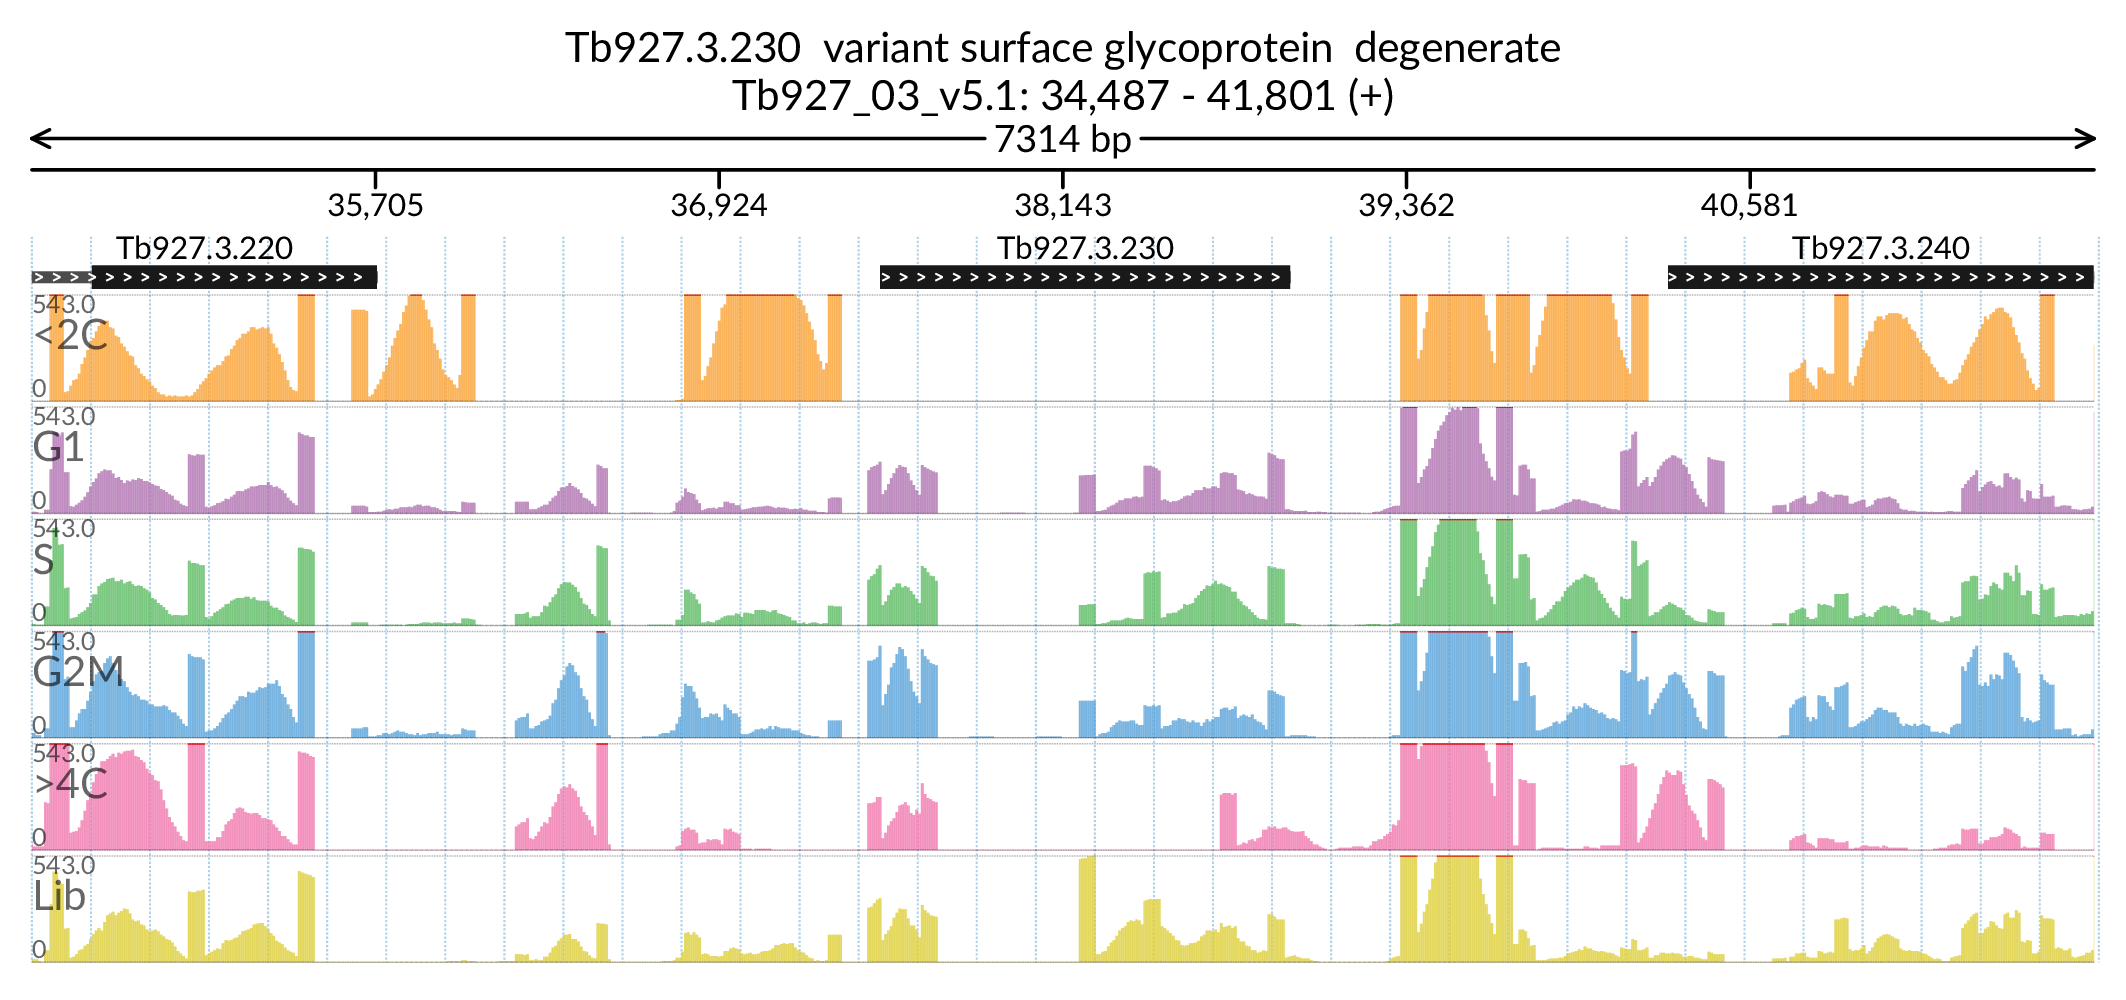 Tb927.3.230  variant surface glycoprotein  degenerate
Tb927_03_v5.1: 34,487 - 41,801 (+)
7314 bp
35,705 36,924 38,143 39,362 40,581
Tb927.3.220 Tb927.3.230 Tb927.3.240
543.0
<2C
0
543.0
G1
0
543.0
S
0
543.0
G2M
0
543.0
>4C
0
543.0
Lib
0